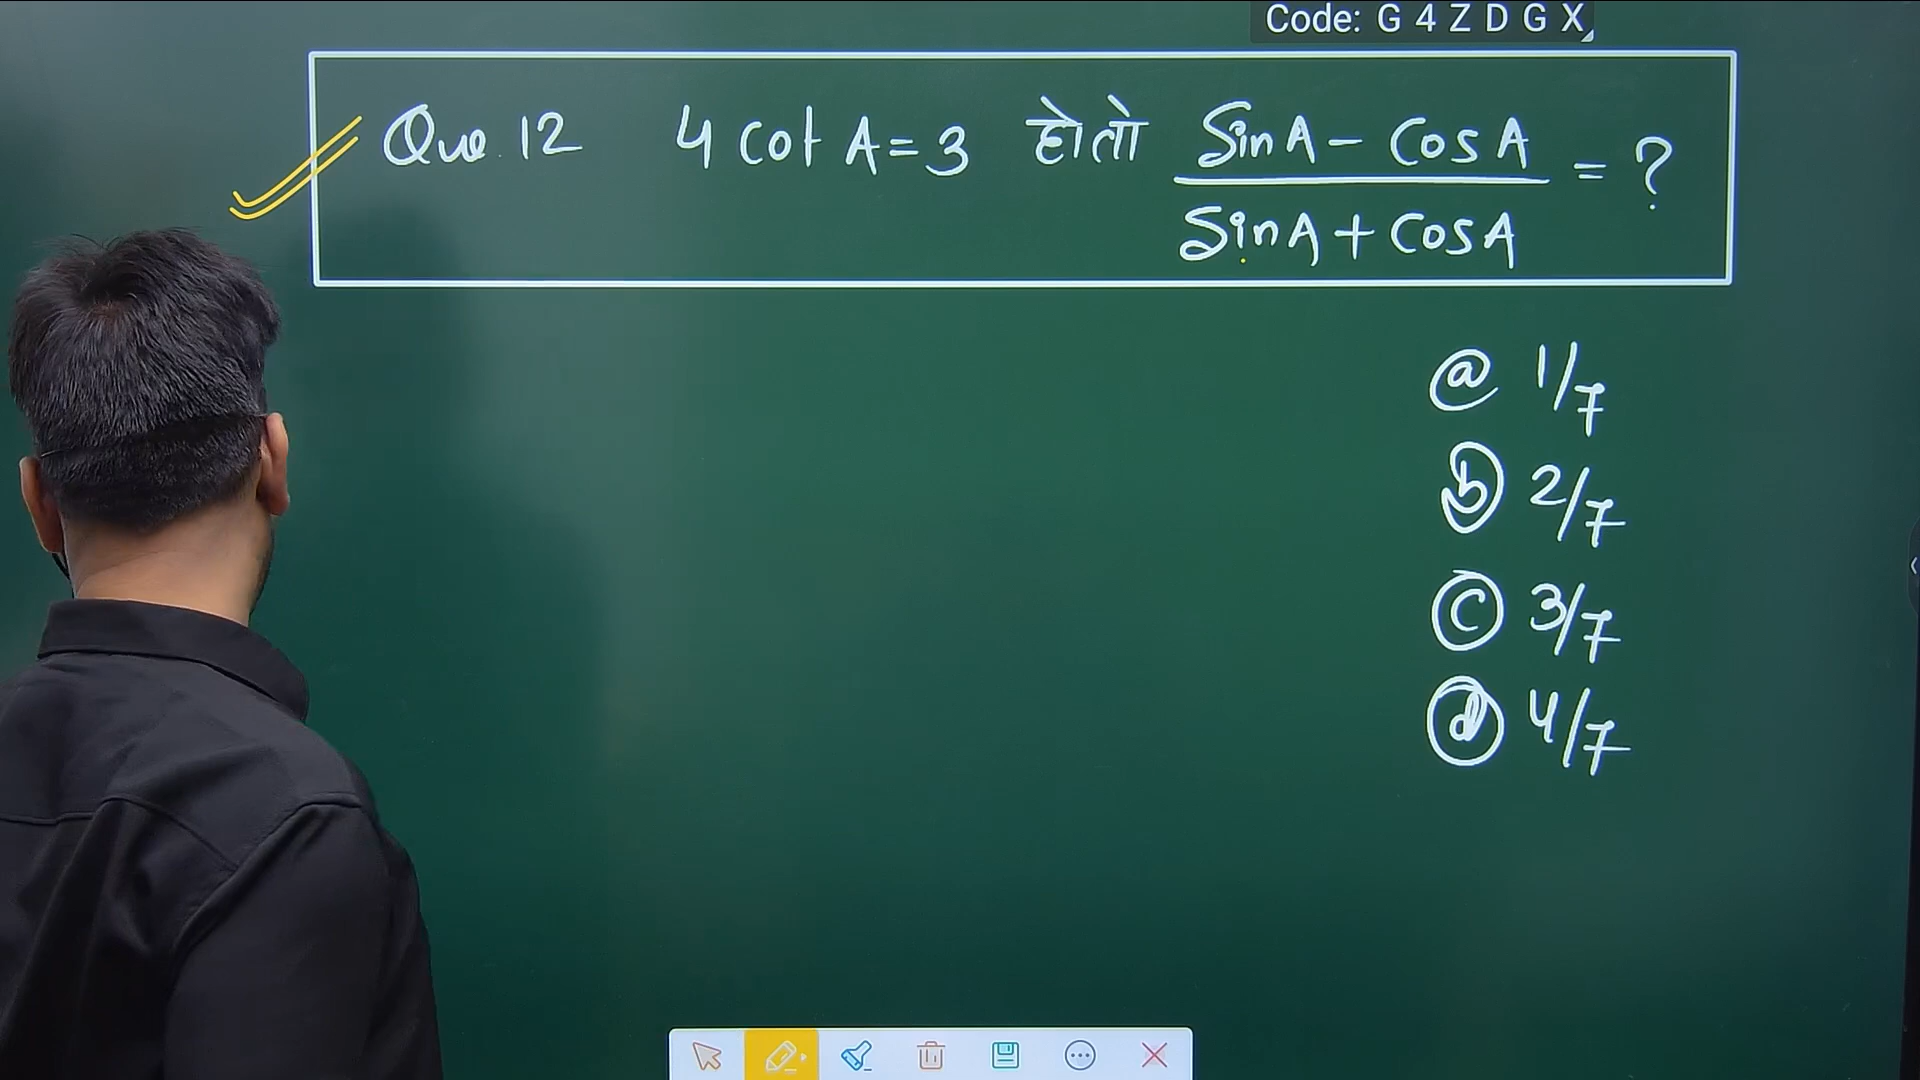 Code: G 4 Z D G X
Que. 12 4 cot A = 3 हो तो (Sin A - Cos A) / (Sin A + Cos A) = ?
(a) 1/7
(b) 2/7
(c) 3/7
(d) 4/7